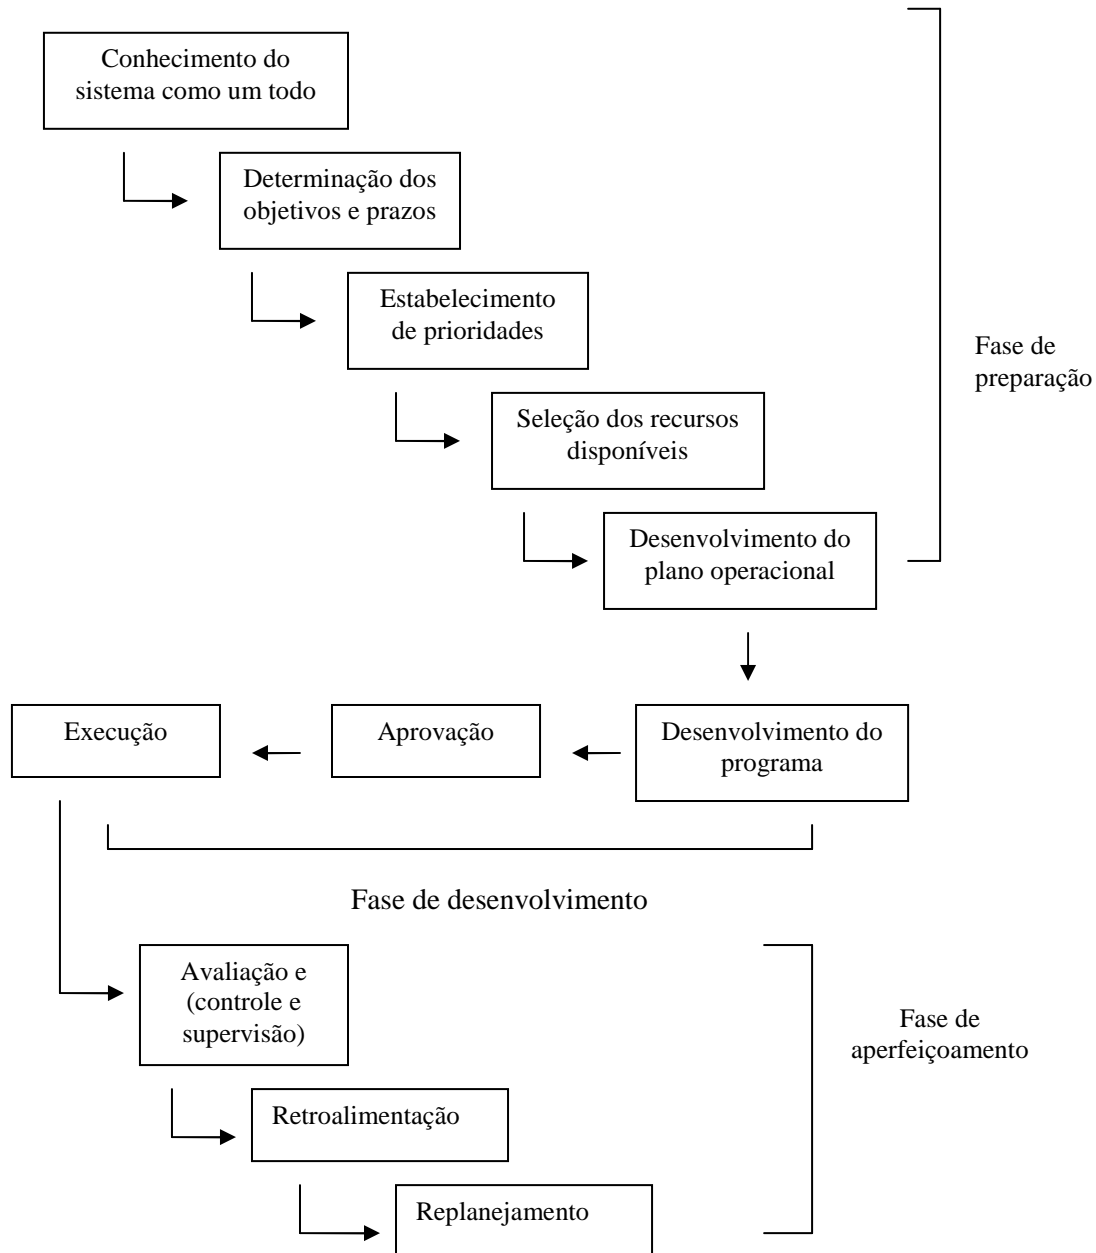 Conhecimento do
sistema como um todo
Determinação dos
objetivos e prazos
Estabelecimento
de prioridades
Fase de
preparação
Seleção dos recursos
disponíveis
Desenvolvimento do
plano operacional
Execução
Aprovação
Desenvolvimento do
programa
Fase de desenvolvimento
Avaliação e
(controle e
supervisão)
Fase de
aperfeiçoamento
Retroalimentação
Replanejamento